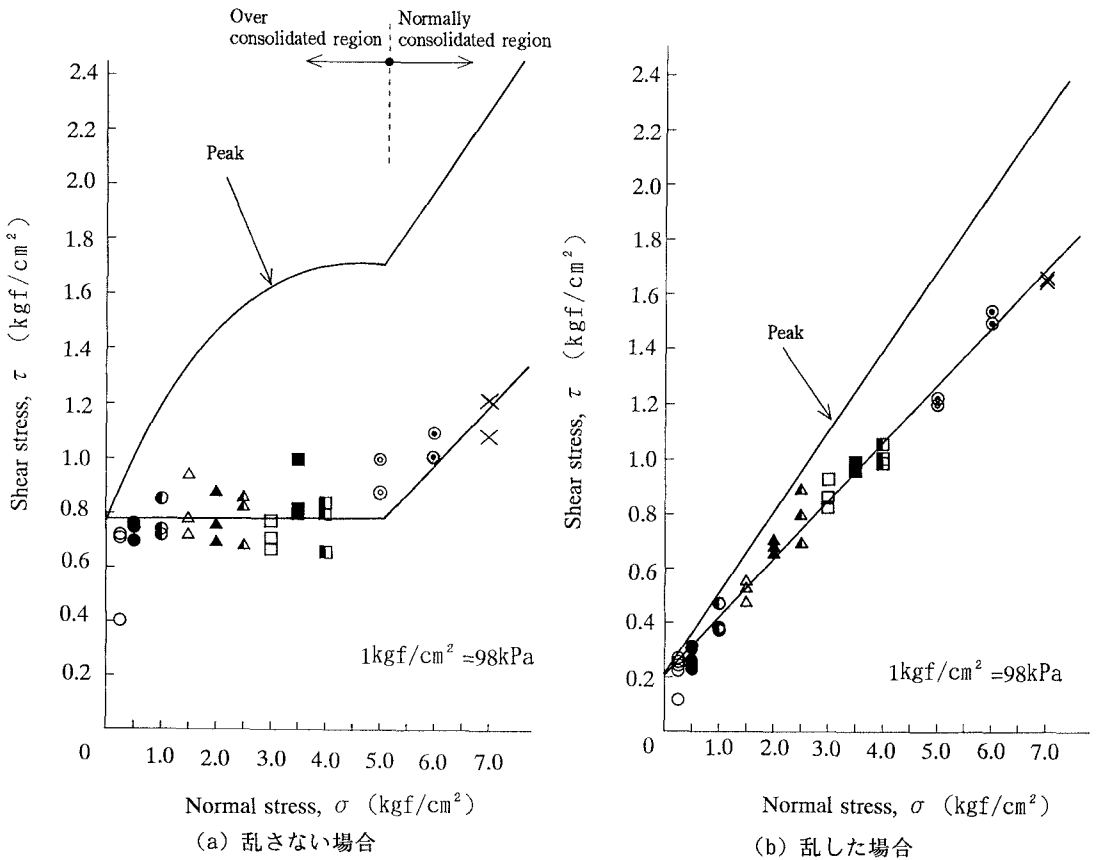 Over
consolidated region
Normally
consolidated region
Peak
2.4
2.2
2.0
1.8
1.6
1.4
1.2
1.0
0.8
0.6
0.4
0.2
0
1.0
2.0
3.0
4.0
5.0
6.0
7.0
Shear stress, τ (kgf/cm²)
1kgf/cm² =98kPa
Normal stress, σ (kgf/cm²)
(a) 乱さない場合
Peak
2.4
2.2
2.0
1.8
1.6
1.4
1.2
1.0
0.8
0.6
0.4
0.2
0
1.0
2.0
3.0
4.0
5.0
6.0
7.0
Shear stress, τ (kgf/cm²)
1kgf/cm² =98kPa
Normal stress, σ (kgf/cm²)
(b) 乱した場合